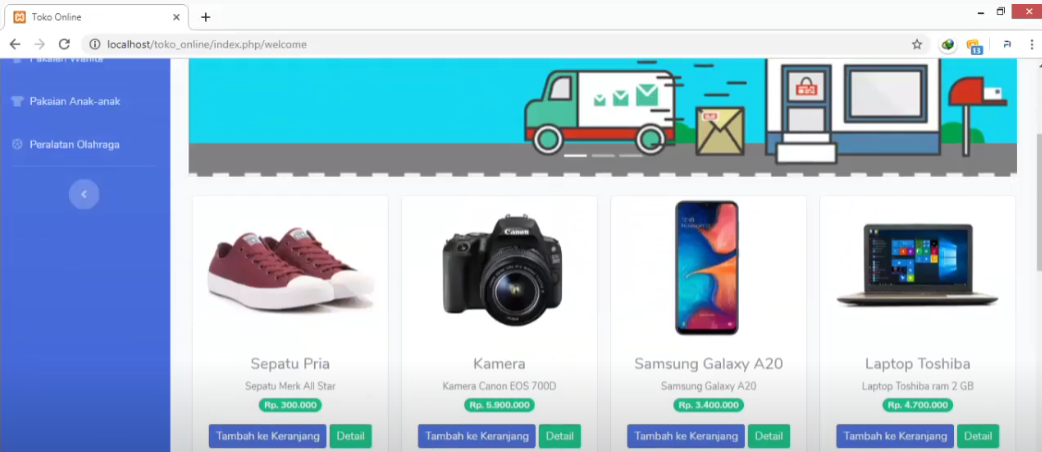 Toko Online
localhost/toko_online/index.php/welcome
13
Pakaian Wanita
Pakaian Anak-anak
Peralatan Olahraga
Canon
Sepatu Pria
Sepatu Merk All Star
Rp. 300.000
Tambah ke Keranjang Detail
Kamera
Kamera Canon EOS 700D
Rp. 5.900.000
Tambah ke Keranjang Detail
Samsung Galaxy A20
Samsung Galaxy A20
Rp. 3.400.000
Tambah ke Keranjang Detail
Laptop Toshiba
Laptop Toshiba ram 2 GB
Rp. 4.700.000
Tambah ke Keranjang Detail